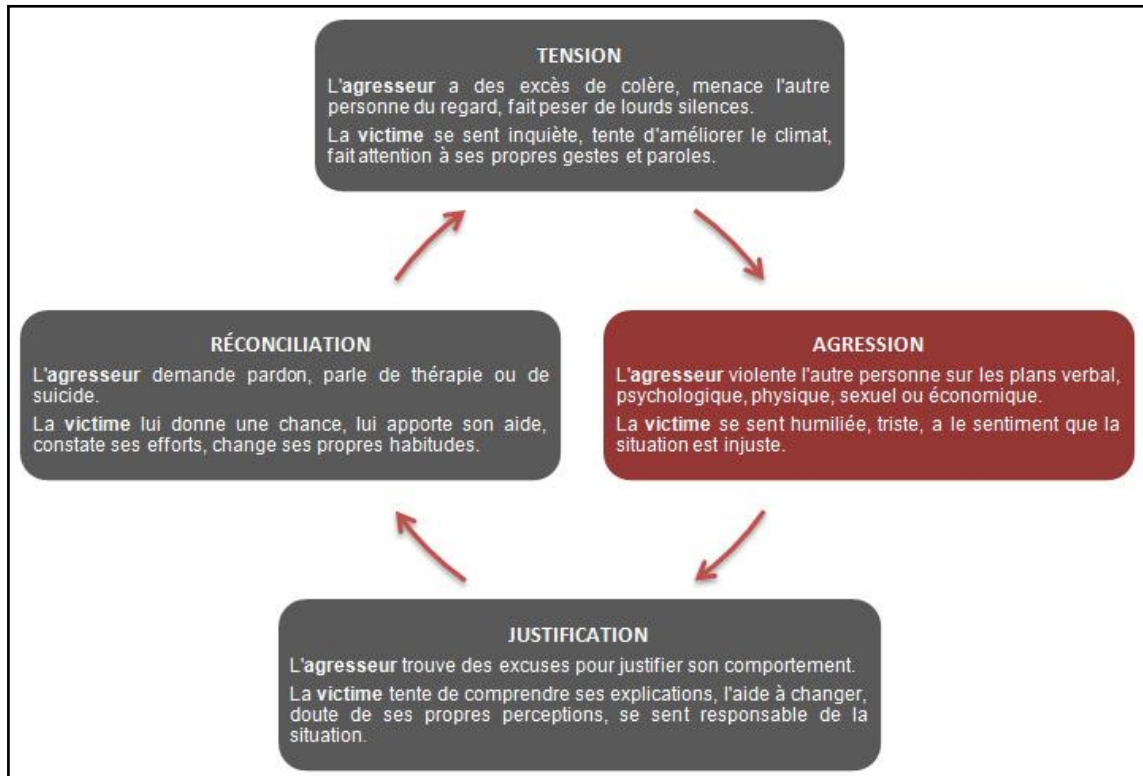 TENSION
L'agresseur a des excès de colère, menace l'autre
personne du regard, fait peser de lourds silences.
La victime se sent inquiète, tente d'améliorer le climat,
fait attention à ses propres gestes et paroles.
RÉCONCILIATION
L'agresseur demande pardon, parle de thérapie ou de
suicide.
La victime lui donne une chance, lui apporte son aide,
constate ses efforts, change ses propres habitudes.
AGRESSION
L'agresseur violente l'autre personne sur les plans verbal,
psychologique, physique, sexuel ou économique.
La victime se sent humiliée, triste, a le sentiment que la
situation est injuste.
JUSTIFICATION
L'agresseur trouve des excuses pour justifier son comportement.
La victime tente de comprendre ses explications, l'aide à changer,
doute de ses propres perceptions, se sent responsable de la
situation.